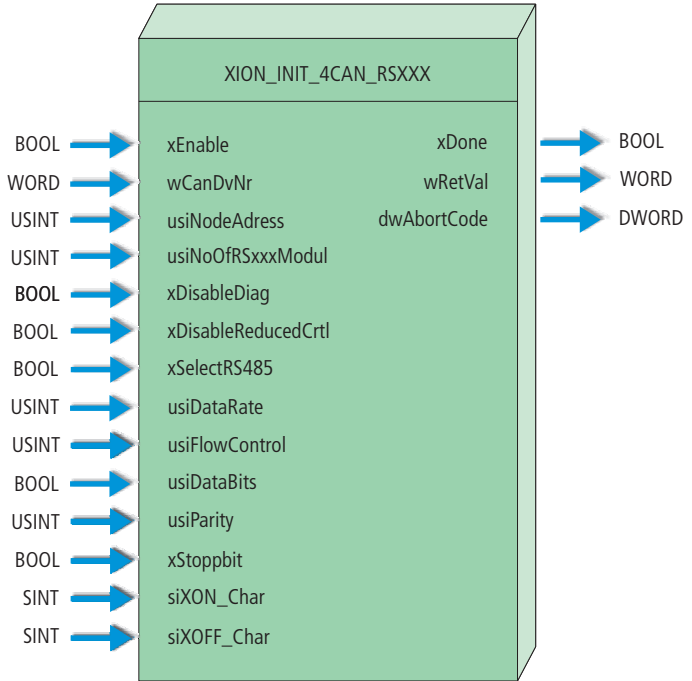 XION_INIT_4CAN_RSXXX
BOOL xEnable xDone BOOL
WORD wCanDvNr wRetVal WORD
USINT usiNodeAdress dwAbortCode DWORD
USINT usiNoOfRSxxxModul
BOOL xDisableDiag
BOOL xDisableReducedCrtl
BOOL xSelectRS485
USINT usiDataRate
USINT usiFlowControl
BOOL usiDataBits
USINT usiParity
BOOL xStoppbit
SINT siXON_Char
SINT siXOFF_Char